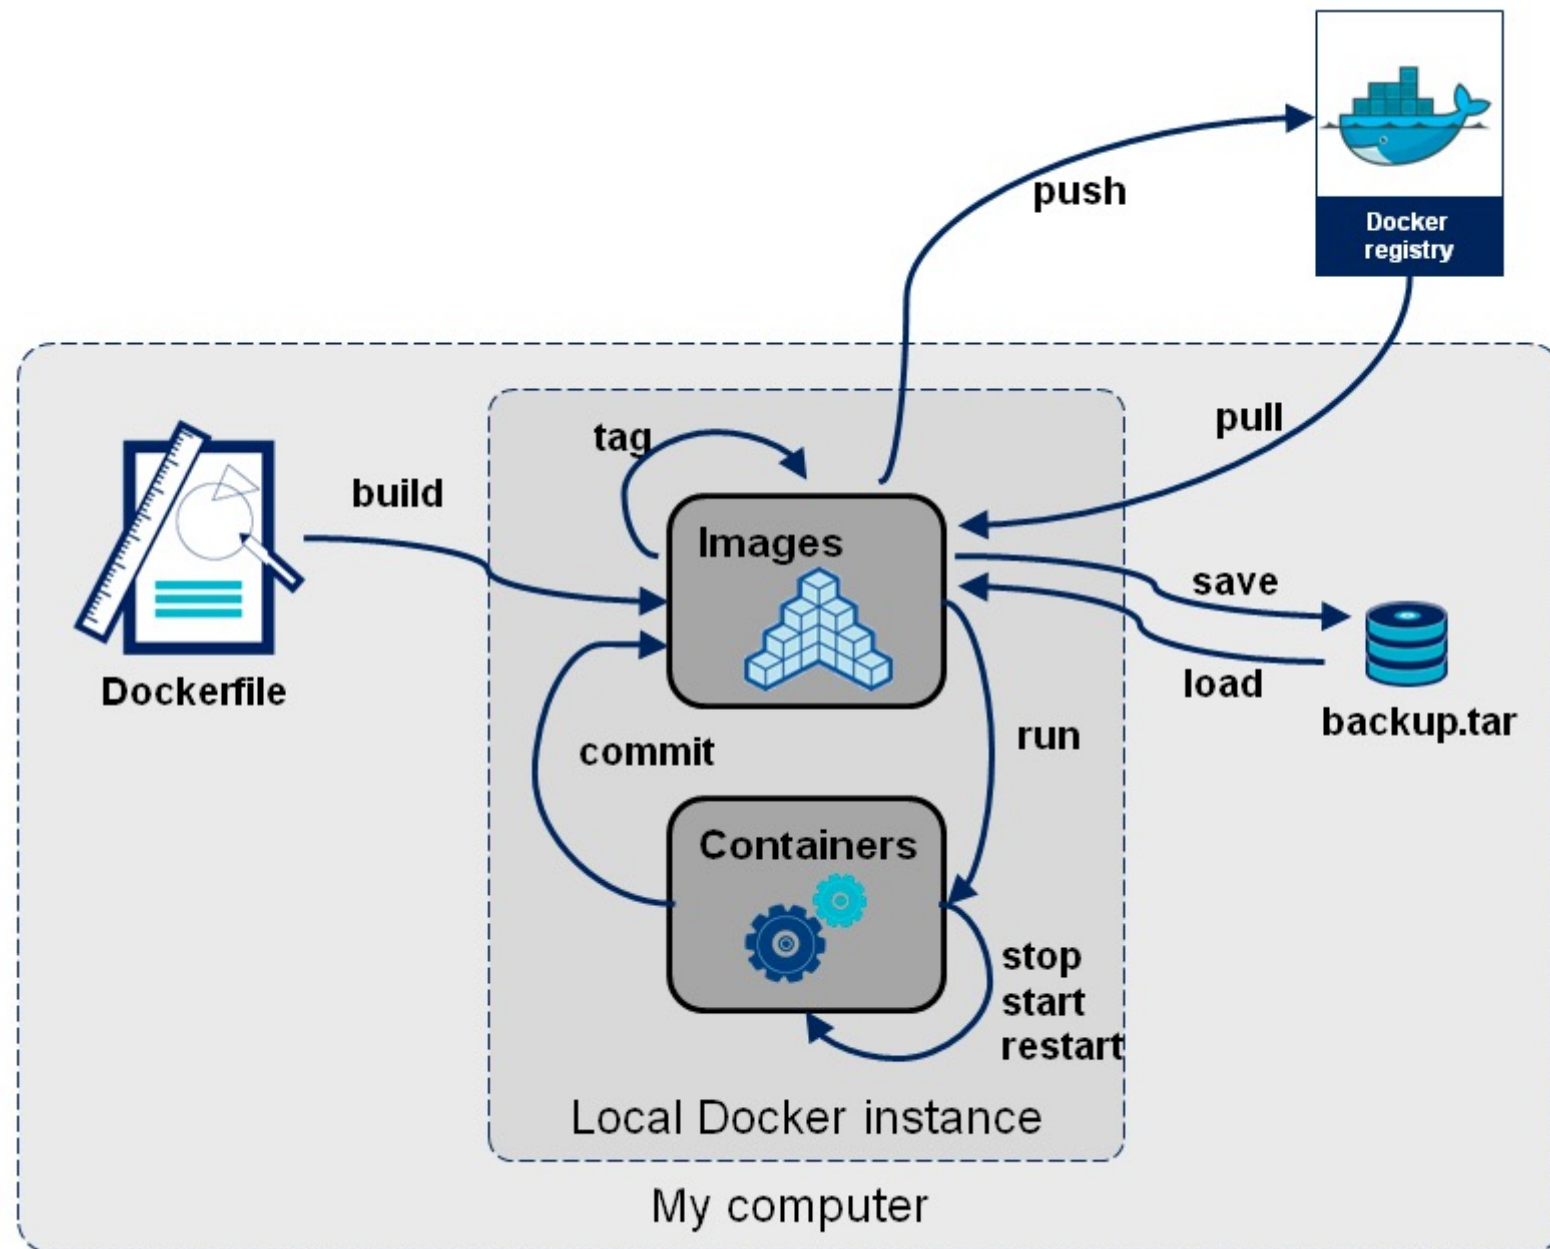 push
Docker
registry
tag
pull
build
Images
save
load
Dockerfile
backup.tar
commit
run
Containers
stop
start
restart
Local Docker instance
My computer